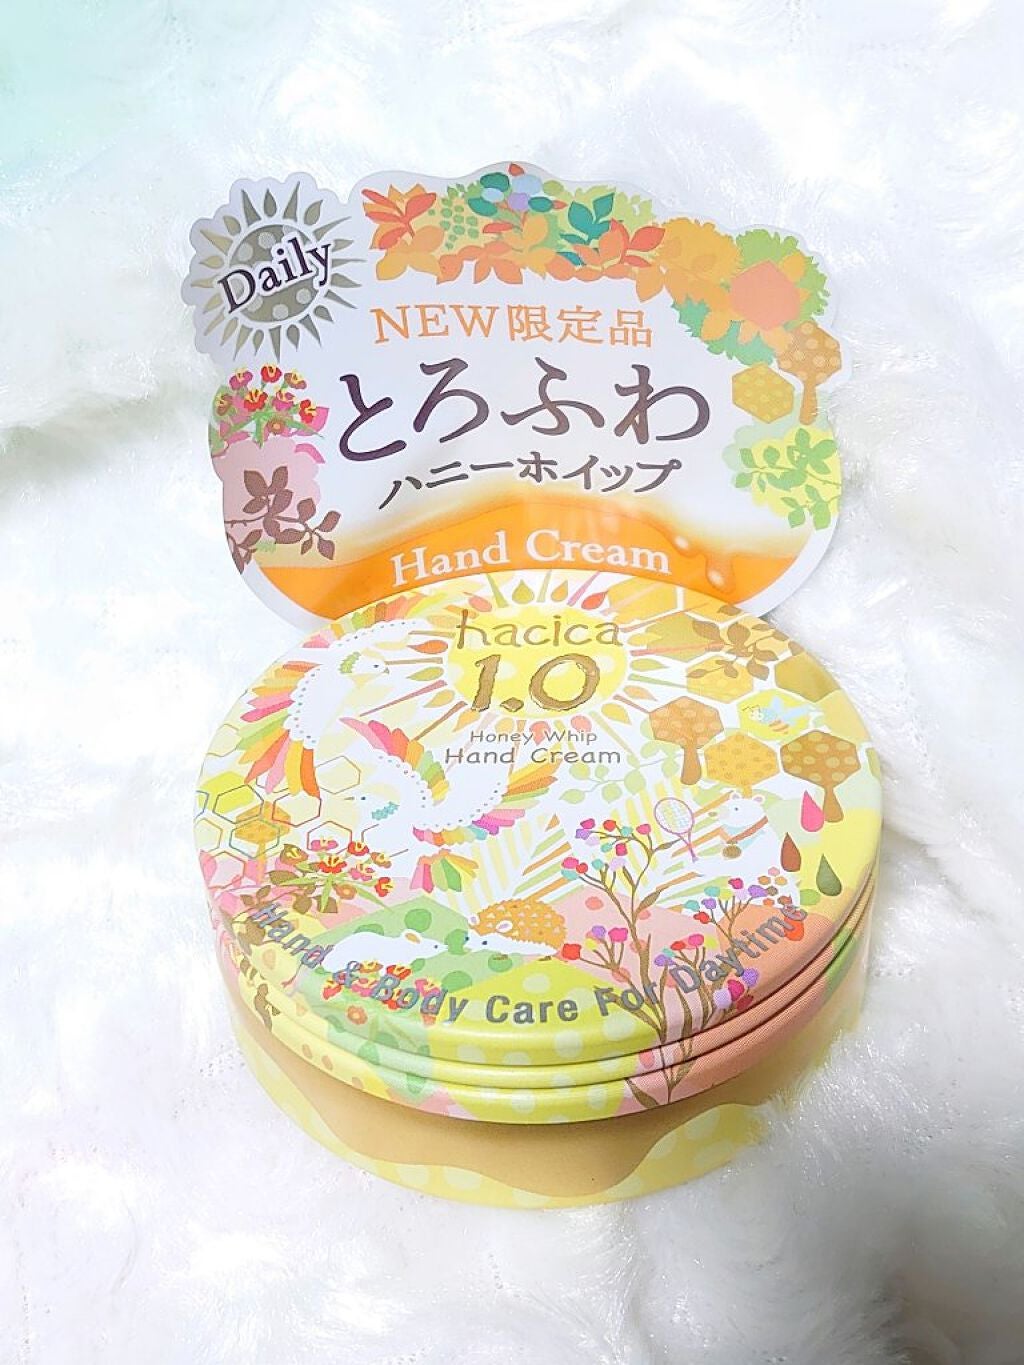 Daily
NEW限定品
とろふわ
ハニーホイップ
Hand Cream
hacica
1.0
Honey Whip
Hand Cream
Hand & Body Care For Daytime